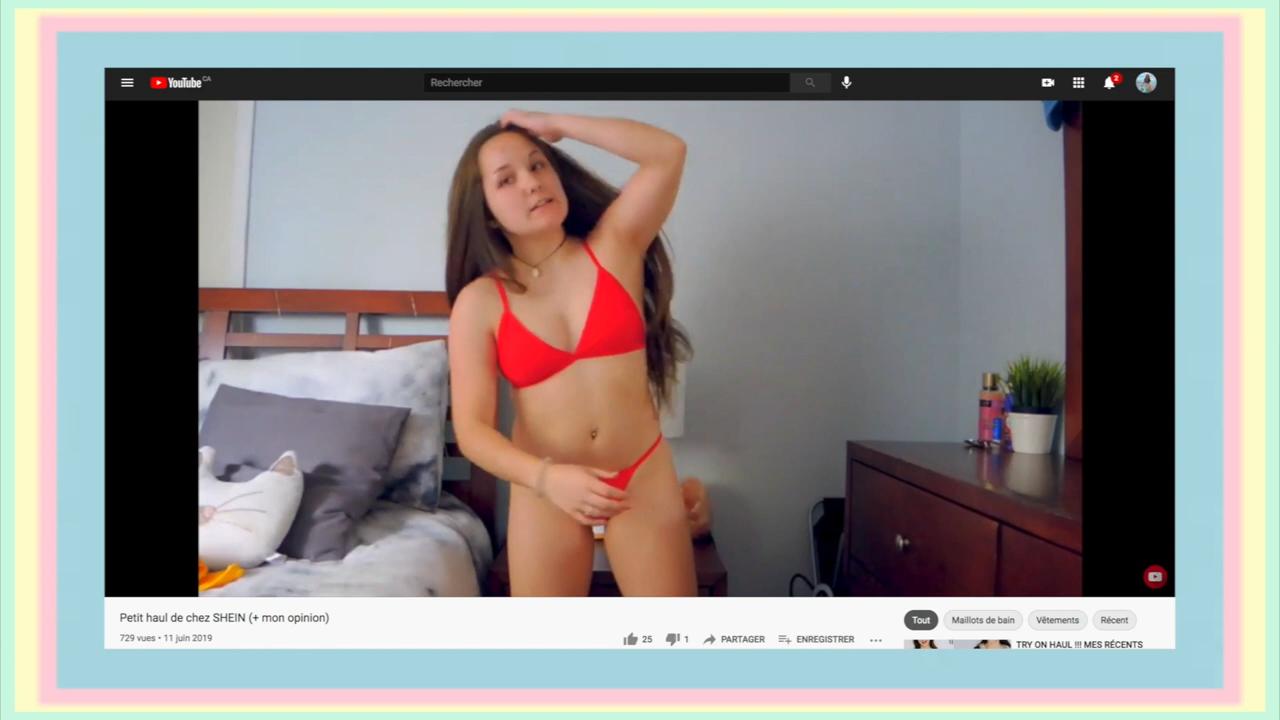 YouTube CA
Rechercher
2
Petit haul de chez SHEIN (+ mon opinion)
729 vues • 11 juin 2019
25
1
PARTAGER
ENREGISTRER
Tout
Maillots de bain
Vêtements
Récent
TRY ON HAUL !!! MES RÉCENTS